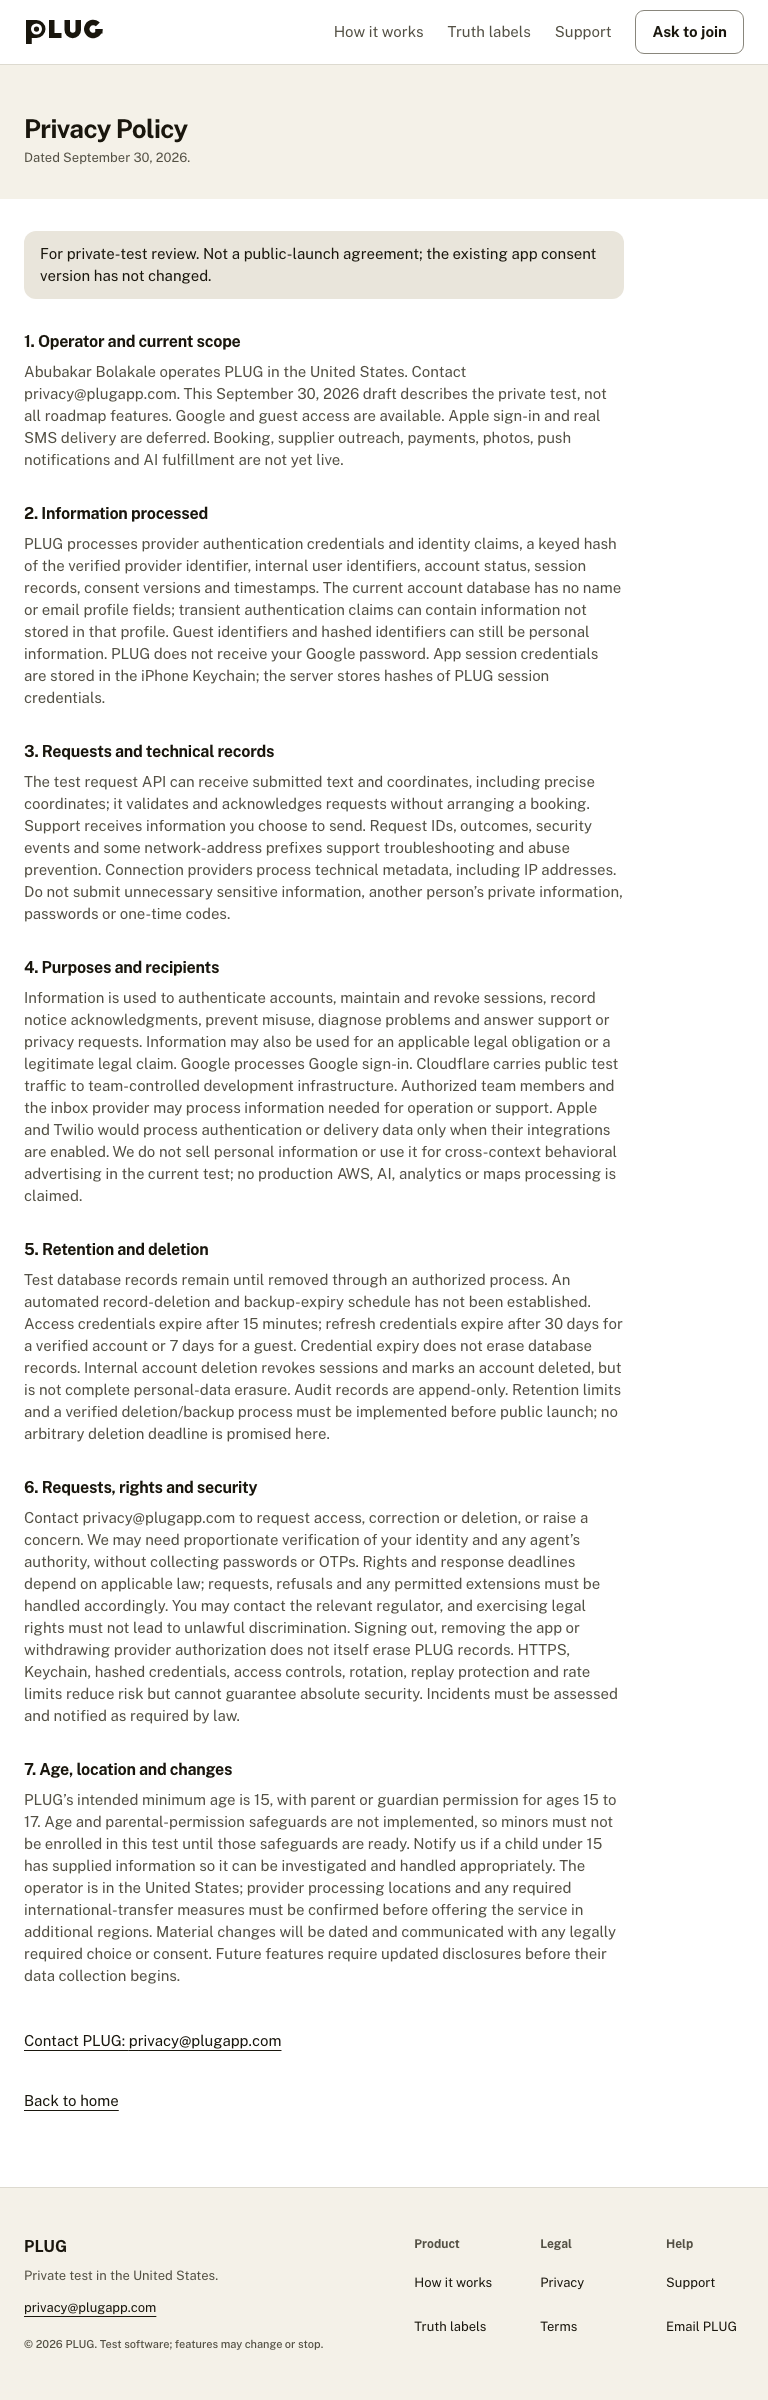 PLUG
How it works
Truth labels
Support
Ask to join
Privacy Policy
Dated September 30, 2026.
For private-test review. Not a public-launch agreement; the existing app consent
version has not changed.
1. Operator and current scope
Abubakar Bolakale operates PLUG in the United States. Contact
privacy@plugapp.com. This September 30, 2026 draft describes the private test, not
all roadmap features. Google and guest access are available. Apple sign-in and real
SMS delivery are deferred. Booking, supplier outreach, payments, photos, push
notifications and AI fulfillment are not yet live.
2. Information processed
PLUG processes provider authentication credentials and identity claims, a keyed hash
of the verified provider identifier, internal user identifiers, account status, session
records, consent versions and timestamps. The current account database has no name
or email profile fields; transient authentication claims can contain information not
stored in that profile. Guest identifiers and hashed identifiers can still be personal
information. PLUG does not receive your Google password. App session credentials
are stored in the iPhone Keychain; the server stores hashes of PLUG session
credentials.
3. Requests and technical records
The test request API can receive submitted text and coordinates, including precise
coordinates; it validates and acknowledges requests without arranging a booking.
Support receives information you choose to send. Request IDs, outcomes, security
events and some network-address prefixes support troubleshooting and abuse
prevention. Connection providers process technical metadata, including IP addresses.
Do not submit unnecessary sensitive information, another person’s private information,
passwords or one-time codes.
4. Purposes and recipients
Information is used to authenticate accounts, maintain and revoke sessions, record
notice acknowledgments, prevent misuse, diagnose problems and answer support or
privacy requests. Information may also be used for an applicable legal obligation or a
legitimate legal claim. Google processes Google sign-in. Cloudflare carries public test
traffic to team-controlled development infrastructure. Authorized team members and
the inbox provider may process information needed for operation or support. Apple
and Twilio would process authentication or delivery data only when their integrations
are enabled. We do not sell personal information or use it for cross-context behavioral
advertising in the current test; no production AWS, AI, analytics or maps processing is
claimed.
5. Retention and deletion
Test database records remain until removed through an authorized process. An
automated record-deletion and backup-expiry schedule has not been established.
Access credentials expire after 15 minutes; refresh credentials expire after 30 days for
a verified account or 7 days for a guest. Credential expiry does not erase database
records. Internal account deletion revokes sessions and marks an account deleted, but
is not complete personal-data erasure. Audit records are append-only. Retention limits
and a verified deletion/backup process must be implemented before public launch; no
arbitrary deletion deadline is promised here.
6. Requests, rights and security
Contact privacy@plugapp.com to request access, correction or deletion, or raise a
concern. We may need proportionate verification of your identity and any agent’s
authority, without collecting passwords or OTPs. Rights and response deadlines
depend on applicable law; requests, refusals and any permitted extensions must be
handled accordingly. You may contact the relevant regulator, and exercising legal
rights must not lead to unlawful discrimination. Signing out, removing the app or
withdrawing provider authorization does not itself erase PLUG records. HTTPS,
Keychain, hashed credentials, access controls, rotation, replay protection and rate
limits reduce risk but cannot guarantee absolute security. Incidents must be assessed
and notified as required by law.
7. Age, location and changes
PLUG’s intended minimum age is 15, with parent or guardian permission for ages 15 to
17. Age and parental-permission safeguards are not implemented, so minors must not
be enrolled in this test until those safeguards are ready. Notify us if a child under 15
has supplied information so it can be investigated and handled appropriately. The
operator is in the United States; provider processing locations and any required
international-transfer measures must be confirmed before offering the service in
additional regions. Material changes will be dated and communicated with any legally
required choice or consent. Future features require updated disclosures before their
data collection begins.
Contact PLUG: privacy@plugapp.com
Back to home
PLUG
Private test in the United States.
privacy@plugapp.com
© 2026 PLUG. Test software; features may change or stop.
Product
How it works
Truth labels
Legal
Privacy
Terms
Help
Support
Email PLUG